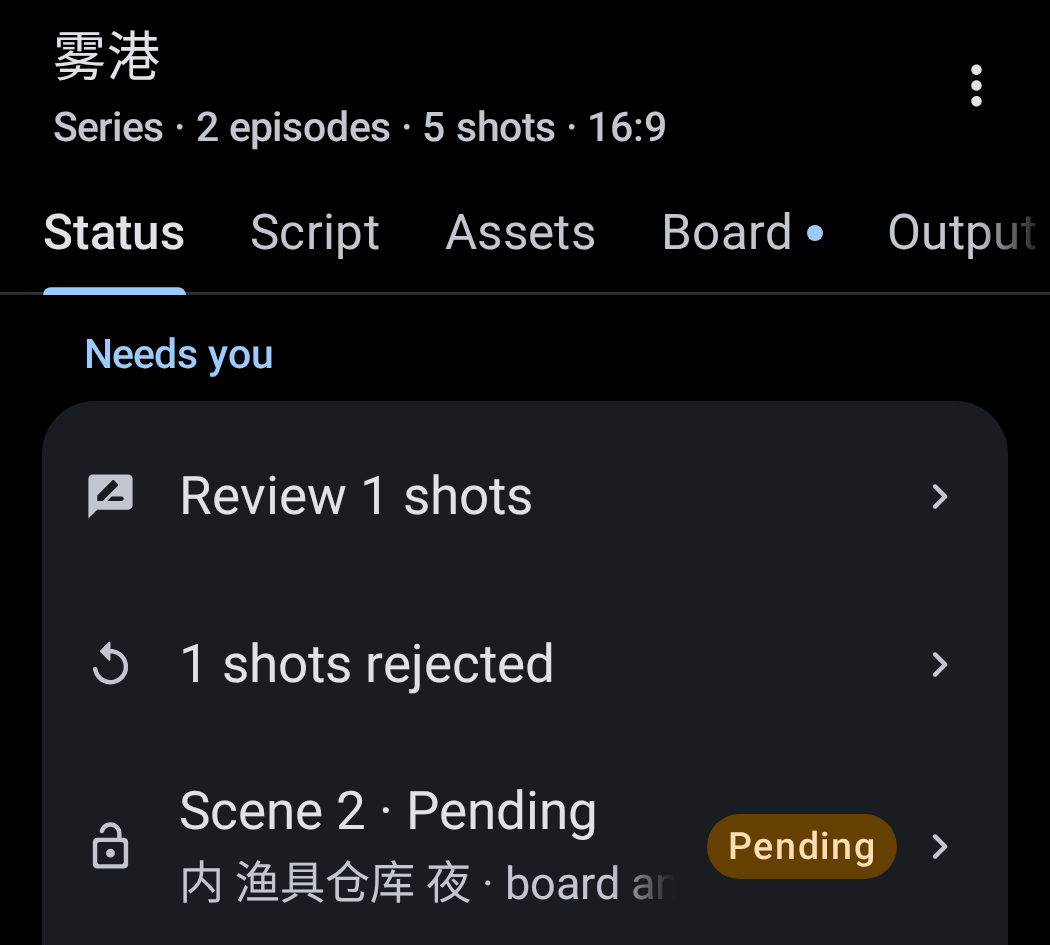 雾港
Series · 2 episodes · 5 shots · 16:9
Status Script Assets Board Output
Needs you
Review 1 shots
1 shots rejected
Scene 2 · Pending
Pending
内 渔具仓库 夜 · board